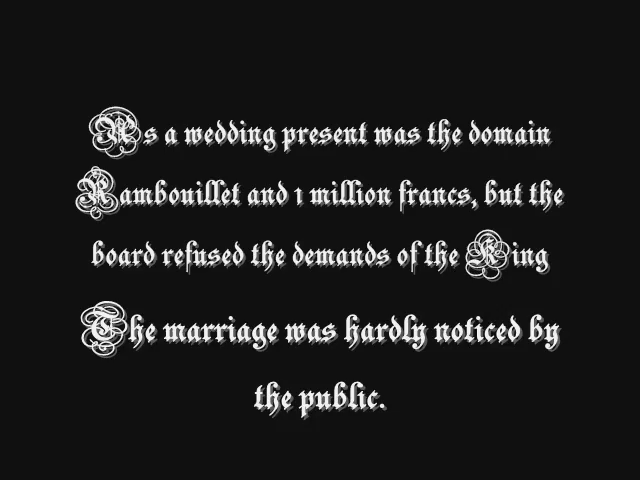 As a wedding present was the domain
Rambouillet and 1 million francs, but the
board refused the demands of the King
The marriage was hardly noticed by
the public.